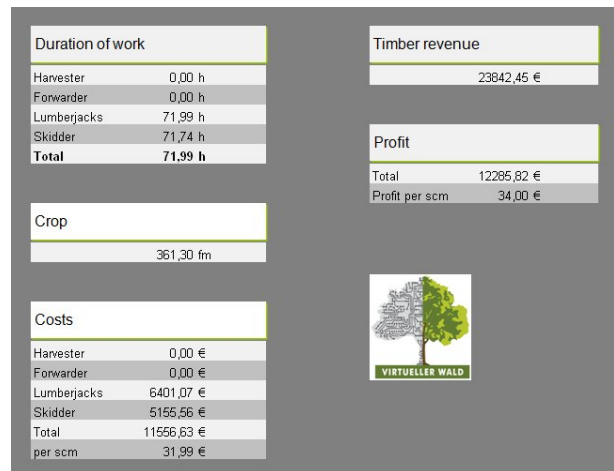 Duration of work
Harvester 0,00 h
Forwarder 0,00 h
Lumberjacks 71,99 h
Skidder 71,74 h
Total 71,99 h
Crop
361,30 fm
Costs
Harvester 0,00 €
Forwarder 0,00 €
Lumberjacks 6401,07 €
Skidder 5155,56 €
Total 11556,63 €
per scm 31,99 €
Timber revenue
23842,45 €
Profit
Total 12285,82 €
Profit per scm 34,00 €
VIRTUELLER WALD